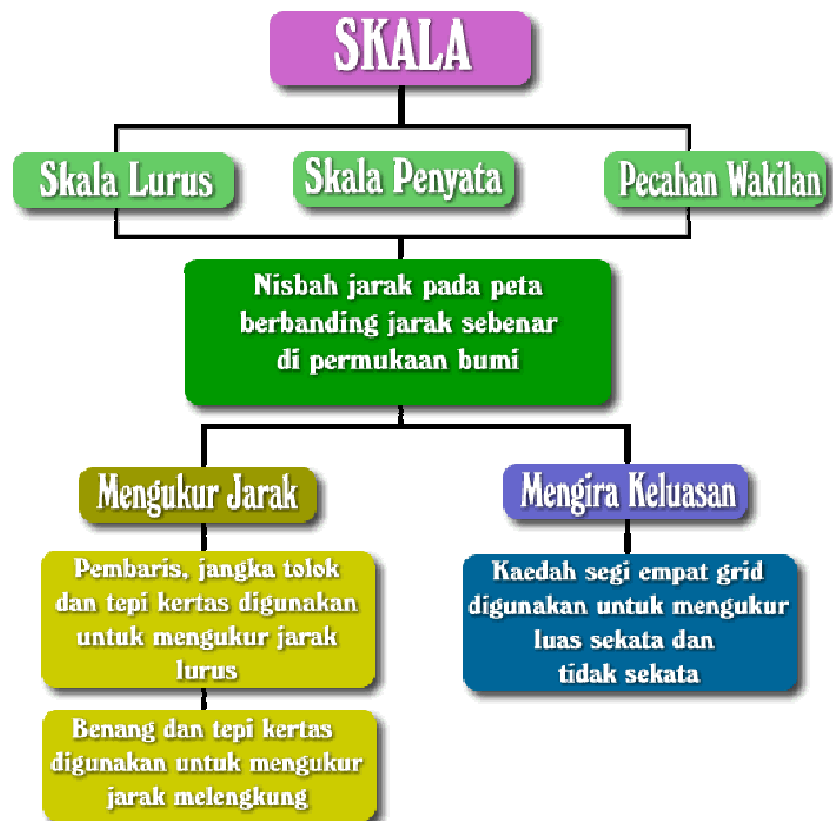 SKALA
Skala Lurus
Skala Penyata
Pecahan Wakilan
Nisbah jarak pada peta
berbanding jarak sebenar
di permukaan bumi
Mengukur Jarak
Mengira Keluasan
Pembaris, jangka tolok
dan tepi kertas digunakan
untuk mengukur jarak
lurus
Kaedah segi empat grid
digunakan untuk mengukur
luas sekata dan
tidak sekata
Benang dan tepi kertas
digunakan untuk mengukur
jarak melengkung